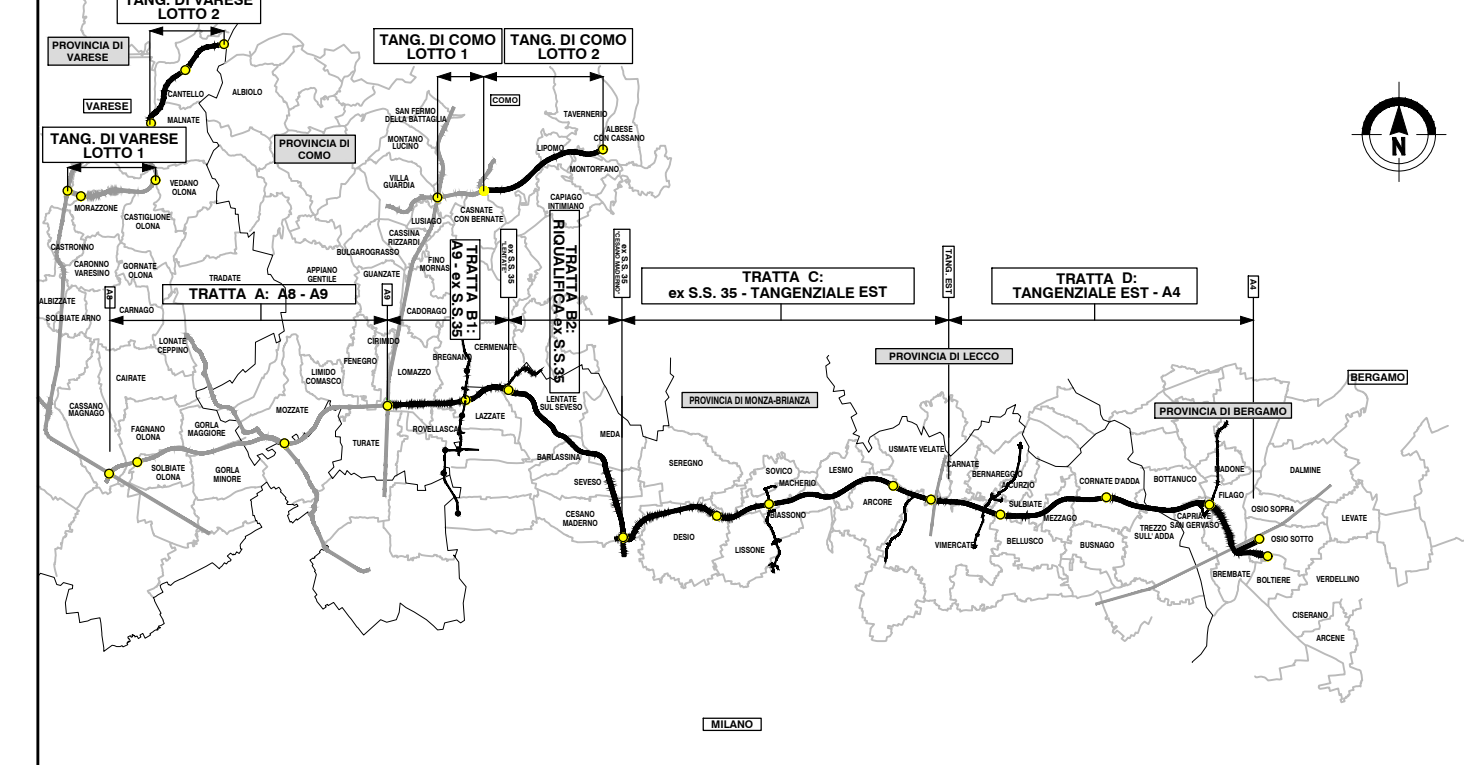 TANG. DI VARESE
LOTTO 2
PROVINCIA DI
VARESE
TANG. DI COMO
LOTTO 1
TANG. DI COMO
LOTTO 2
CANTELLO
ALBIOLO
VARESE
MALNATE
COMO
SAN FERMO
DELLA BATTAGLIA
TAVERNERIO
ALBESE
CON CASSANO
N
TANG. DI VARESE
LOTTO 1
PROVINCIA DI
COMO
MONTANO
LUCINO
LIPOMO
MONTORFANO
VILLA
GUARDIA
VEDANO
OLONA
MORAZZONE
CASTIGLIONE
OLONA
LUSIAGO
CASNATE
CON BERNATE
CAPIAGO
INTIMIANO
CASSINA
RIZZARDI
CASTRONNO
BULGAROGRASSO
CARONNO
VARESINO
GORNATE
OLONA
TRADATE
APPIANO
GENTILE
GUANZATE
FINO
MORNAS
TRATTA B1:
A9 - ex S.S.35
ex S.S. 35
"LENTATE"
TRATTA B2:
RIQUALIFICA ex S.S.35
ex S.S. 35
"CESANO MADERNO"
TRATTA C:
ex S.S. 35 - TANGENZIALE EST
TANG. EST
TRATTA D:
TANGENZIALE EST - A4
A4
ALBIZZATE
A8
TRATTA A: A8 - A9
A9
SOLBIATE ARNO
CARNAGO
CADORAGO
LONATE
CEPPINO
CIRIMIDO
CERMENATE
BREGNANO
FENEGRO
LOMAZZO
PROVINCIA DI LECCO
CAIRATE
LIMIDO
COMASCO
BERGAMO
CASSANO
MAGNAGO
MOZZATE
LAZZATE
LENTATE
SUL SEVESO
PROVINCIA DI MONZA-BRIANZA
PROVINCIA DI BERGAMO
FAGNANO
OLONA
GORLA
MAGGIORE
TURATE
ROVELLASCA
MEDA
SOLBIATE
OLONA
GORLA
MINORE
BARLASSINA
SEREGNO
SOVICO
LESMO
USMATE VELATE
CARNATE
BERNAREGGIO
MADONE
DALMINE
SEVESO
MACHERIO
AICURZIO
CORNATE D'ADDA
BOTTANUCO
CESANO
MADERNO
BIASSONO
ARCORE
SULBIATE
MEZZAGO
FILAGO
CAPRIATE
SAN GERVASO
OSIO SOPRA
LEVATE
DESIO
LISSONE
VIMERCATE
BELLUSCO
BUSNAGO
TREZZO
SULL' ADDA
OSIO SOTTO
BREMBATE
BOLTIERE
VERDELLINO
CISERANO
ARCENE
MILANO